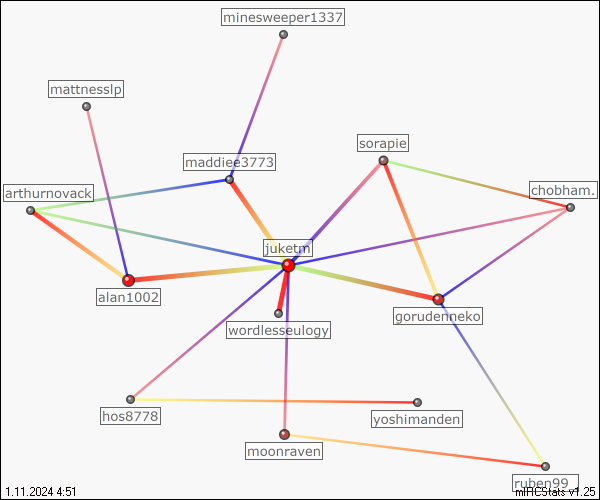 minesweeper1337
mattnesslp
sorapie
maddiee3773
chobham.
arthurnovack
juketm
alan1002
gorudenneko
wordlesseulogy
hos8778
yoshimanden
moonraven
ruben99_
1.11.2024 4:51
mIRCStats v1.25